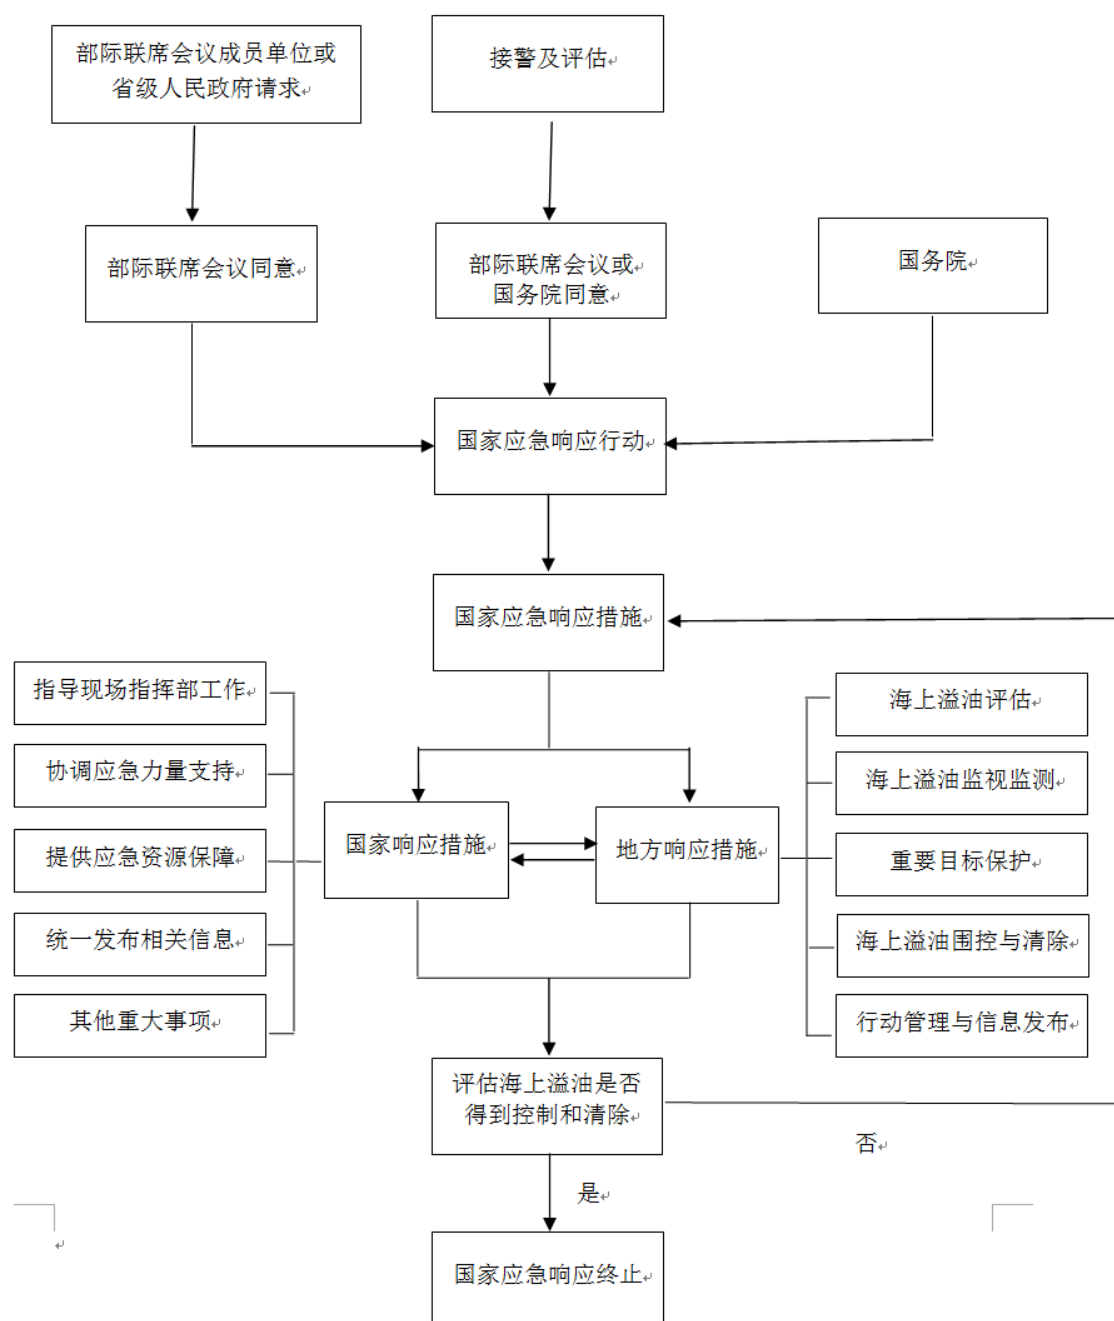 部际联席会议成员单位或
省级人民政府请求
接警及评估
部际联席会议同意
部际联席会议或
国务院同意
国务院
国家应急响应行动
国家应急响应措施
指导现场指挥部工作
协调应急力量支持
提供应急资源保障
统一发布相关信息
其他重大事项
国家响应措施
地方响应措施
海上溢油评估
海上溢油监视监测
重要目标保护
海上溢油围控与清除
行动管理与信息发布
评估海上溢油是否
得到控制和清除
否
是
国家应急响应终止